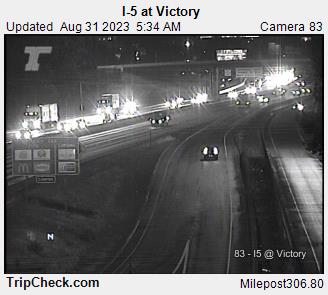 I-5 at Victory
Updated Aug 31 2023 5:34 AM
Camera 83
T
N
83 - I5 @ Victory
TripCheck.com
Milepost306.80